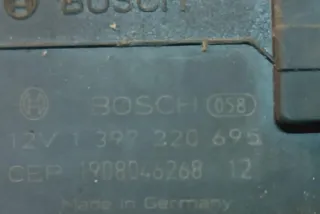 BOSCH
BOSCH 058
12V 1 397 220 695
CEP 1908046268 12
Made in Germany